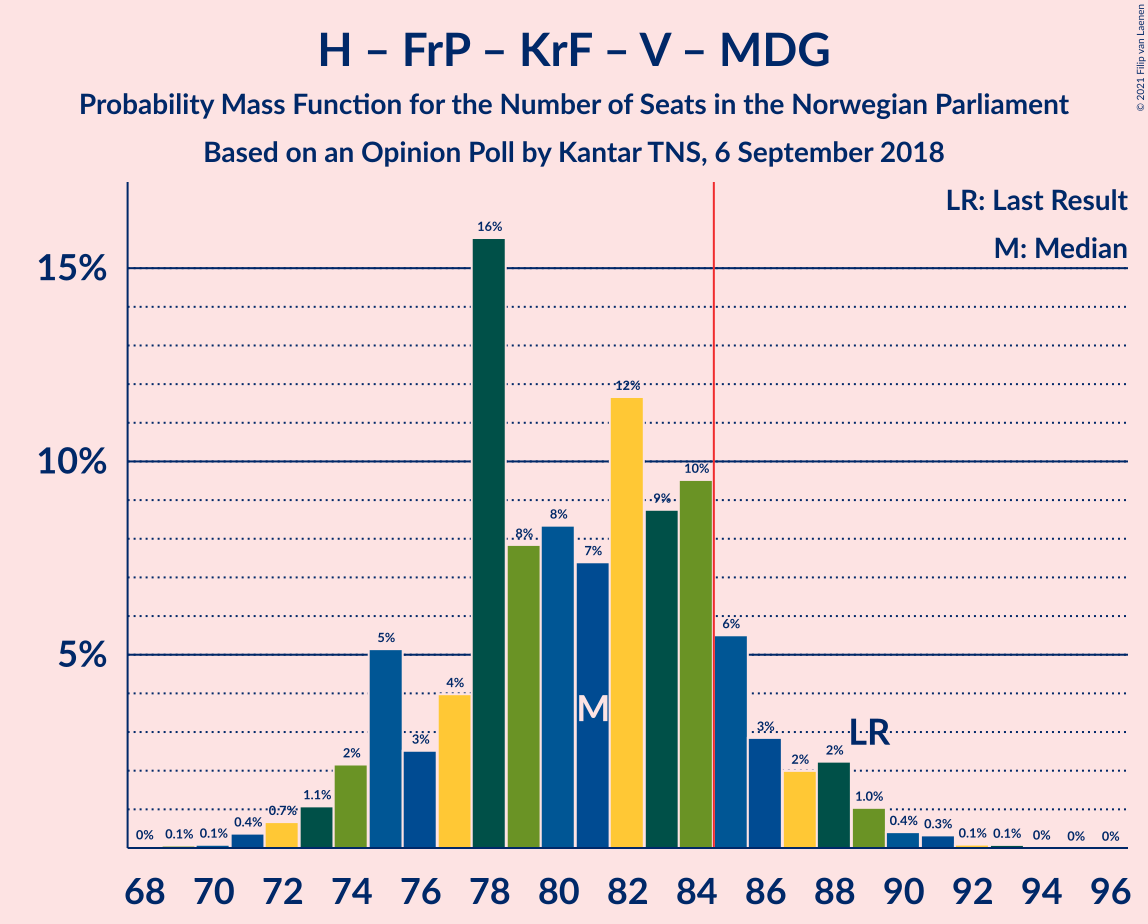 H – FrP – KrF – V – MDG
Probability Mass Function for the Number of Seats in the Norwegian Parliament
Based on an Opinion Poll by Kantar TNS, 6 September 2018
© 2021 Filip van Laenen
LR: Last Result
M: Median
15%
10%
5%
0% 0.1% 0.1% 0.4% 0.7% 1.1% 2% 5% 3% 4% 16% 8% 8% 7% 12% 9% 10% 6% 3% 2% 2% 1.0% 0.4% 0.3% 0.1% 0.1% 0% 0% 0%
M
LR
68 70 72 74 76 78 80 82 84 86 88 90 92 94 96